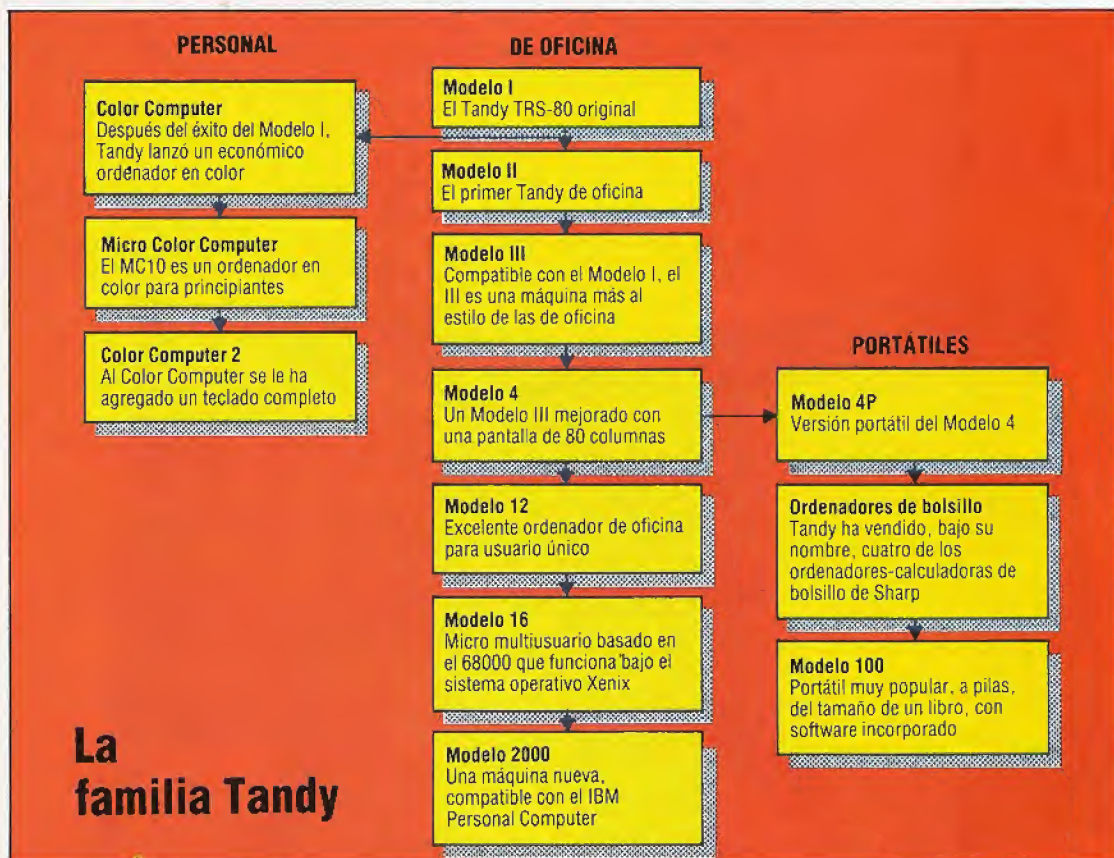 PERSONAL
Color Computer
Después del éxito del Modelo I,
Tandy lanzó un económico
ordenador en color
Micro Color Computer
El MC10 es un ordenador en
color para principiantes
Color Computer 2
Al Color Computer se le ha
agregado un teclado completo
DE OFICINA
Modelo I
El Tandy TRS-80 original
Modelo II
El primer Tandy de oficina
Modelo III
Compatible con el Modelo I, el
III es una máquina más al
estilo de las de oficina
Modelo 4
Un Modelo III mejorado con
una pantalla de 80 columnas
Modelo 12
Excelente ordenador de oficina
para usuario único
Modelo 16
Micro multiusuario basado en
el 68000 que funciona bajo el
sistema operativo Xenix
Modelo 2000
Una máquina nueva,
compatible con el IBM
Personal Computer
PORTÁTILES
Modelo 4P
Versión portátil del Modelo 4
Ordenadores de bolsillo
Tandy ha vendido, bajo su
nombre, cuatro de los
ordenadores-calculadoras de
bolsillo de Sharp
Modelo 100
Portátil muy popular, a pilas,
del tamaño de un libro, con
software incorporado
La
familia Tandy